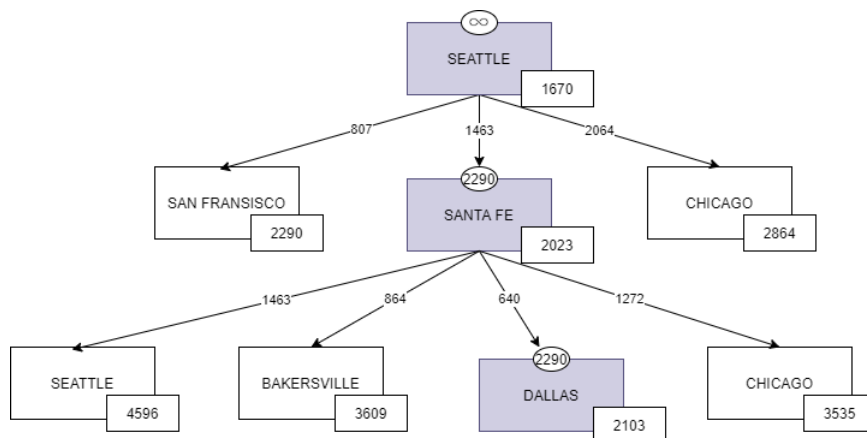 ∞
SEATTLE
1670
807
1463
2064
SAN FRANSISCO
2290
2290
SANTA FE
2023
CHICAGO
2864
1463
864
640
1272
SEATTLE
4596
BAKERSVILLE
3609
2290
DALLAS
2103
CHICAGO
3535